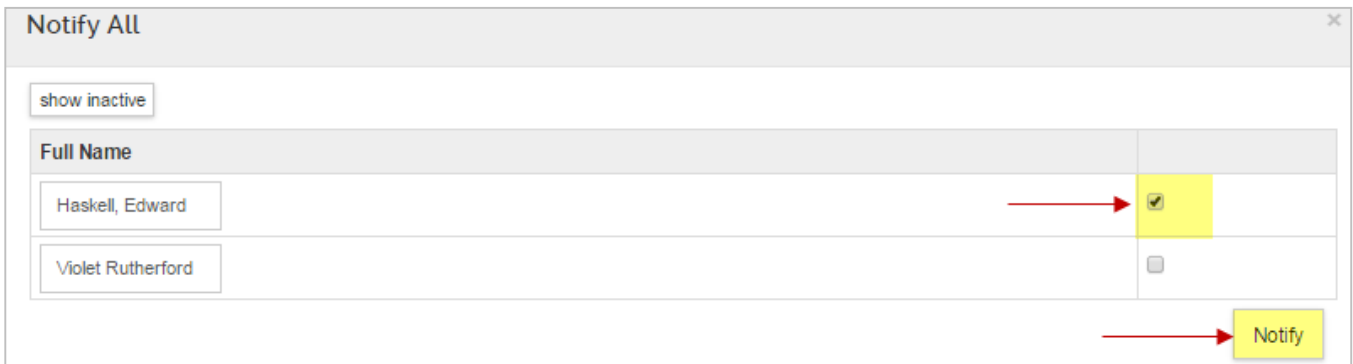 Notify All
×
show inactive
Full Name
Haskell, Edward
Violet Rutherford
Notify